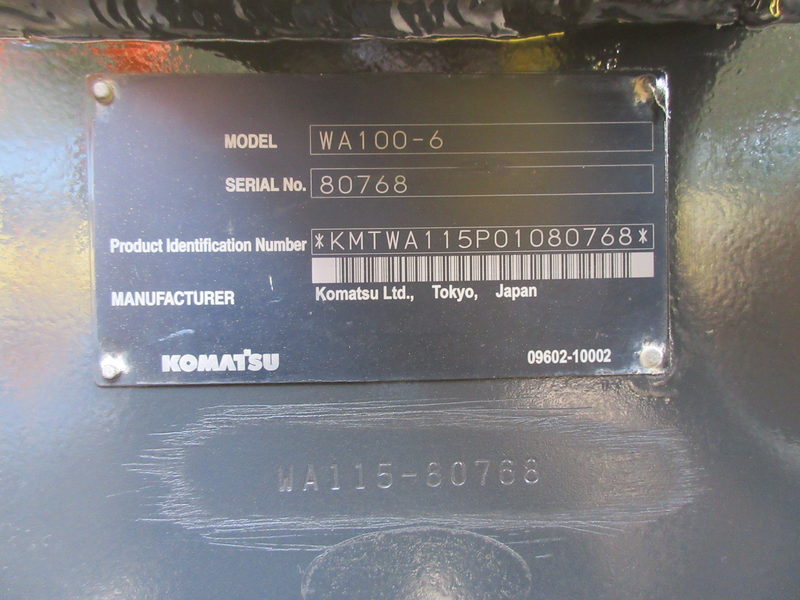 MODEL WA100-6
SERIAL No. 80768
Product Identification Number *KMTWA115P01080768*
MANUFACTURER Komatsu Ltd., Tokyo, Japan
KOMATSU 09602-10002
WA115-80768